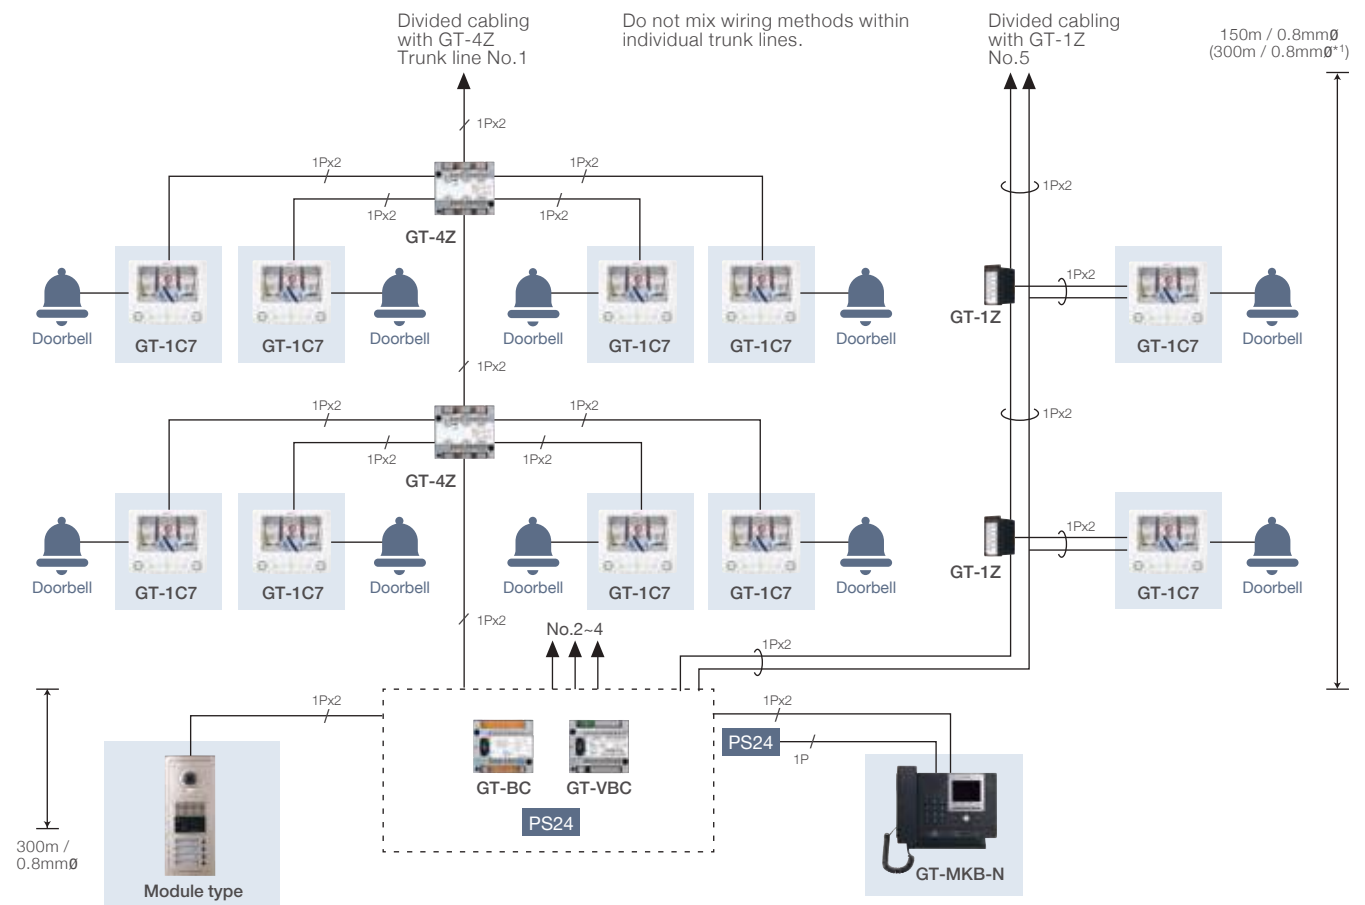 Divided cabling
with GT-4Z
Trunk line No.1
Do not mix wiring methods within
individual trunk lines.
Divided cabling
with GT-1Z
No.5
150m / 0.8mmØ
(300m / 0.8mmØ*1)
1Px2
1Px2
1Px2
1Px2
1Px2
1Px2
GT-4Z
Doorbell
GT-1C7
GT-1C7
Doorbell
Doorbell
GT-1C7
GT-1C7
Doorbell
GT-1Z
1Px2
GT-1C7
Doorbell
1Px2
1Px2
1Px2
1Px2
1Px2
1Px2
GT-4Z
Doorbell
GT-1C7
GT-1C7
Doorbell
Doorbell
GT-1C7
GT-1C7
Doorbell
GT-1Z
1Px2
GT-1C7
Doorbell
1Px2
No.2~4
1Px2
1Px2
1Px2
PS24
1P
GT-BC
GT-VBC
PS24
300m /
0.8mmØ
Module type
GT-MKB-N